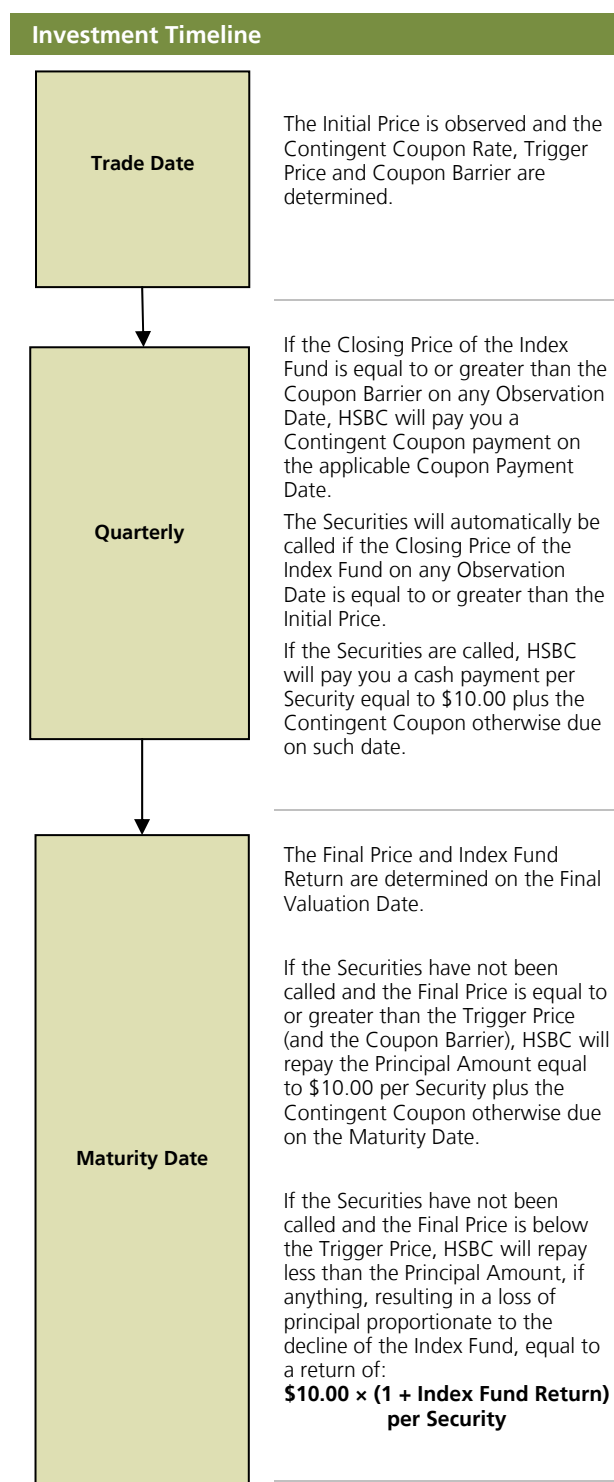 Investment Timeline
Trade Date
The Initial Price is observed and the
Contingent Coupon Rate, Trigger
Price and Coupon Barrier are
determined.
Quarterly
If the Closing Price of the Index
Fund is equal to or greater than the
Coupon Barrier on any Observation
Date, HSBC will pay you a
Contingent Coupon payment on
the applicable Coupon Payment
Date.
The Securities will automatically be
called if the Closing Price of the
Index Fund on any Observation
Date is equal to or greater than the
Initial Price.
If the Securities are called, HSBC
will pay you a cash payment per
Security equal to $10.00 plus the
Contingent Coupon otherwise due
on such date.
Maturity Date
The Final Price and Index Fund
Return are determined on the Final
Valuation Date.
If the Securities have not been
called and the Final Price is equal to
or greater than the Trigger Price
(and the Coupon Barrier), HSBC will
repay the Principal Amount equal
to $10.00 per Security plus the
Contingent Coupon otherwise due
on the Maturity Date.
If the Securities have not been
called and the Final Price is below
the Trigger Price, HSBC will repay
less than the Principal Amount, if
anything, resulting in a loss of
principal proportionate to the
decline of the Index Fund, equal to
a return of:
$10.00 × (1 + Index Fund Return)
per Security